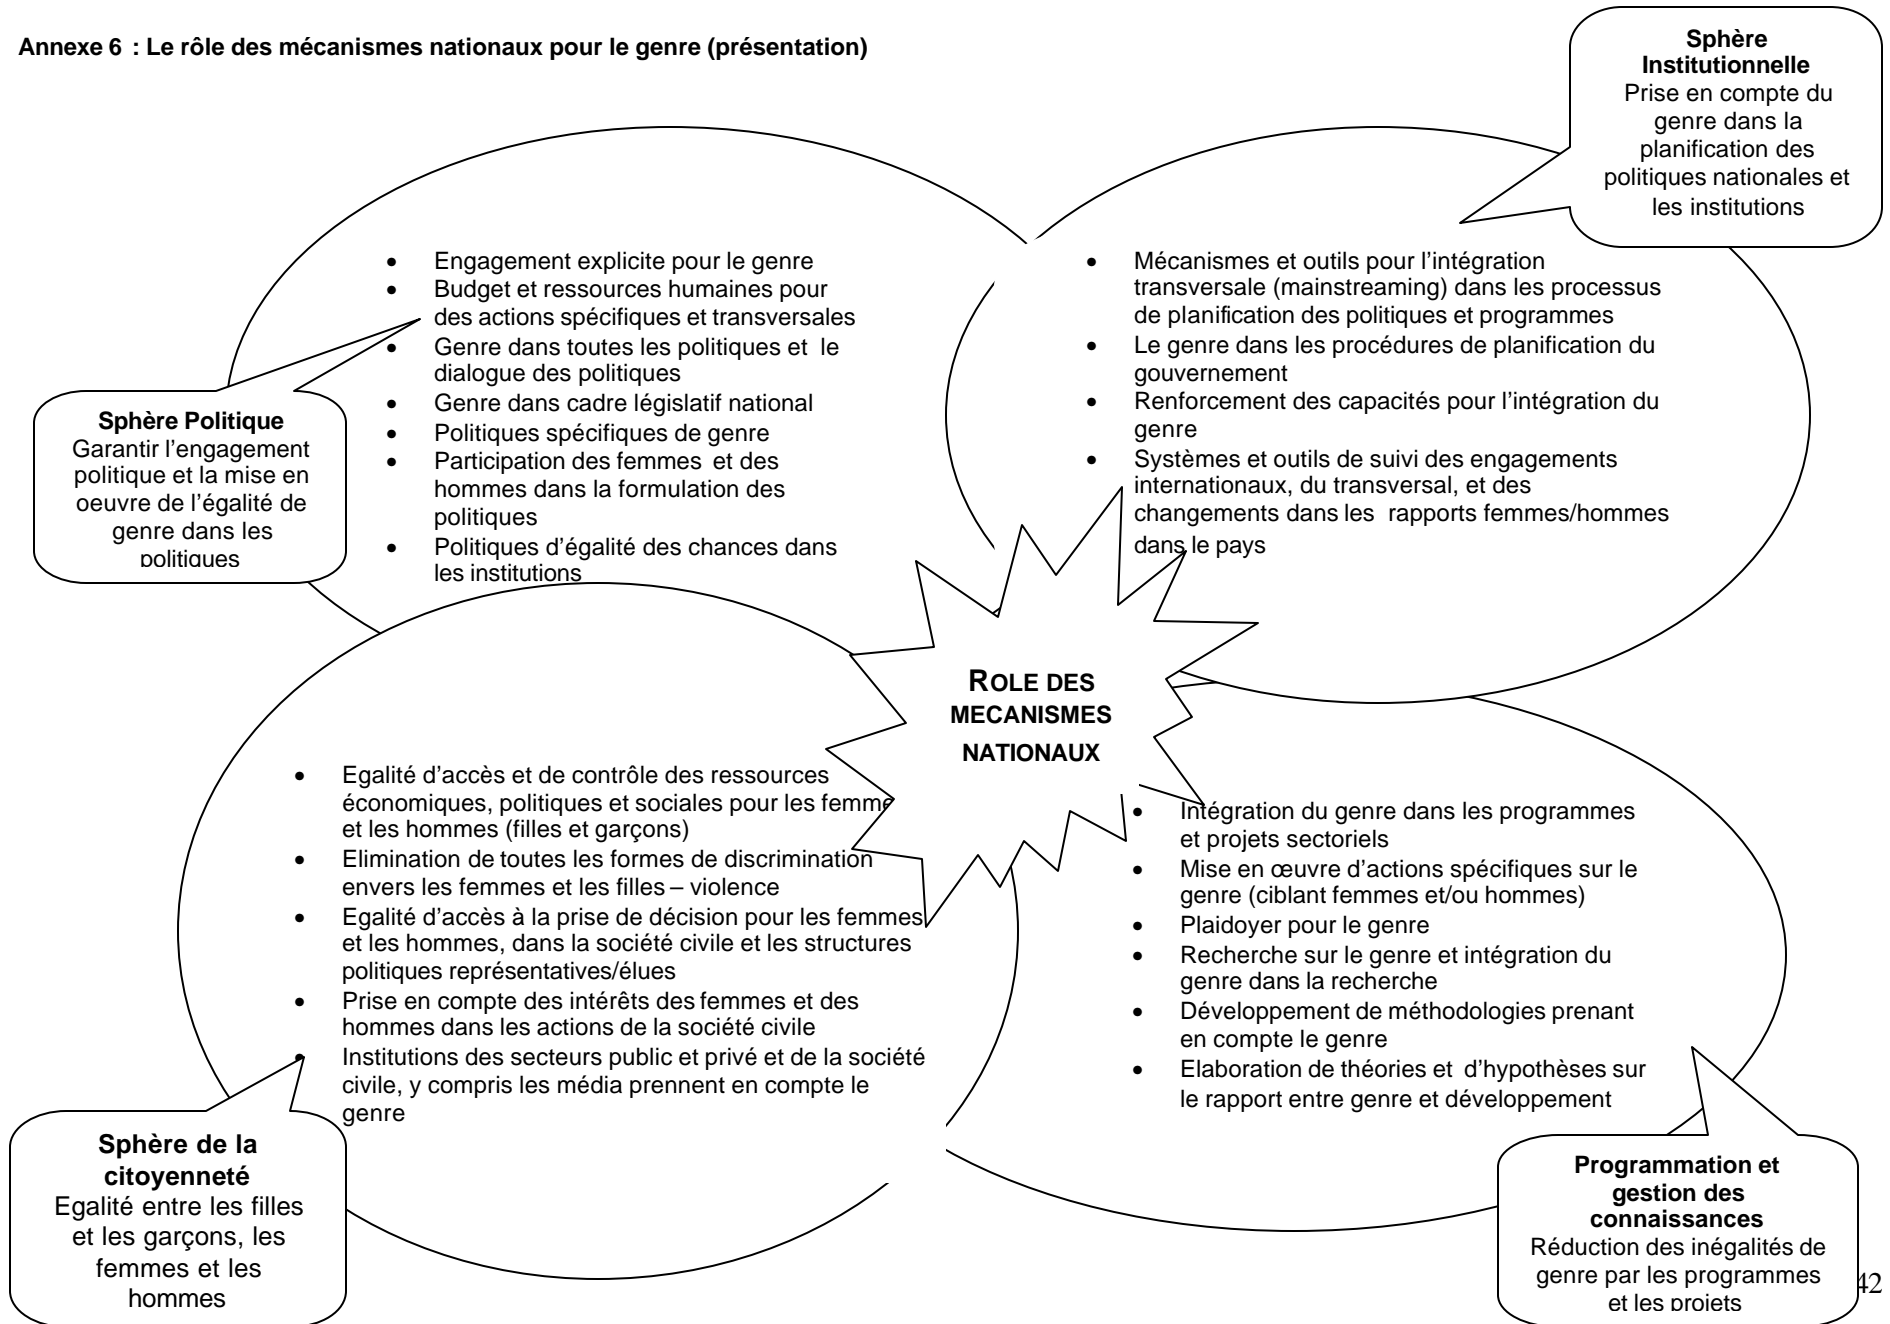 Annexe 6 : Le rôle des mécanismes nationaux pour le genre (présentation)
Sphère
Institutionnelle
Prise en compte du
genre dans la
planification des
politiques nationales et
les institutions
• Engagement explicite pour le genre
• Budget et ressources humaines pour
des actions spécifiques et transversales
• Genre dans toutes les politiques et le
dialogue des politiques
• Genre dans cadre législatif national
• Politiques spécifiques de genre
• Participation des femmes et des
hommes dans la formulation des
politiques
• Politiques d'égalité des chances dans
les institutions
Sphère Politique
Garantir l'engagement
politique et la mise en
oeuvre de l'égalité de
genre dans les
politiques
• Mécanismes et outils pour l'intégration
transversale (mainstreaming) dans les processus
de planification des politiques et programmes
• Le genre dans les procédures de planification du
gouvernement
• Renforcement des capacités pour l'intégration du
genre
• Systèmes et outils de suivi des engagements
internationaux, du transversal, et des
changements dans les rapports femmes/hommes
dans le pays
ROLE DES
MECANISMES
NATIONAUX
• Egalité d'accès et de contrôle des ressources
économiques, politiques et sociales pour les femme
et les hommes (filles et garçons)
• Elimination de toutes les formes de discrimination
envers les femmes et les filles – violence
• Egalité d'accès à la prise de décision pour les femmes
et les hommes, dans la société civile et les structures
politiques représentatives/élues
• Prise en compte des intérêts des femmes et des
hommes dans les actions de la société civile
• Institutions des secteurs public et privé et de la société
civile, y compris les média prennent en compte le
genre
Sphère de la
citoyenneté
Egalité entre les filles
et les garçons, les
femmes et les
hommes
• Intégration du genre dans les programmes
et projets sectoriels
• Mise en œuvre d'actions spécifiques sur le
genre (ciblant femmes et/ou hommes)
• Plaidoyer pour le genre
• Recherche sur le genre et intégration du
genre dans la recherche
• Développement de méthodologies prenant
en compte le genre
• Elaboration de théories et d'hypothèses sur
le rapport entre genre et développement
Programmation et
gestion des
connaissances
Réduction des inégalités de
genre par les programmes
et les projets
42